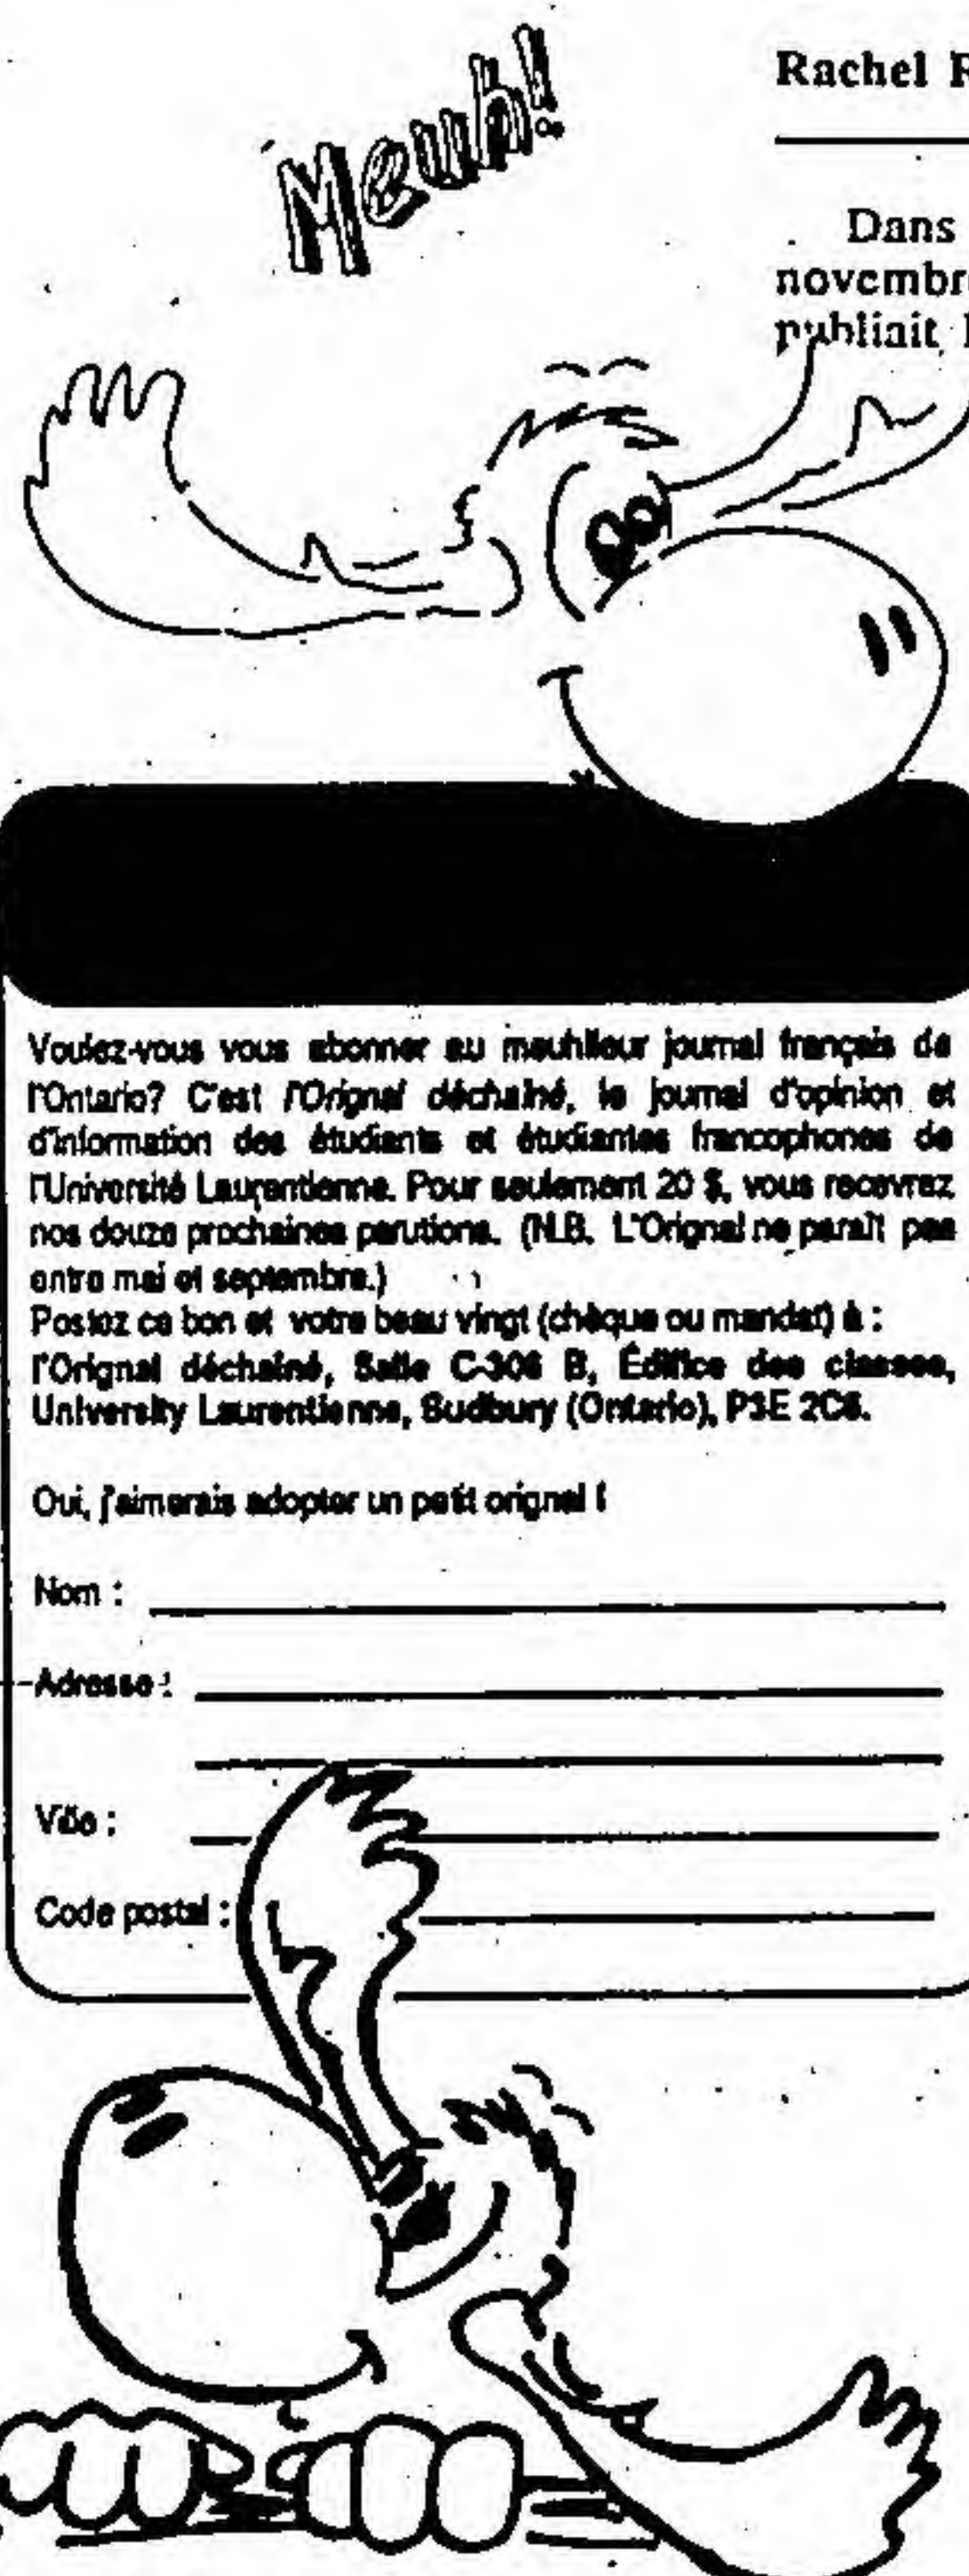 Meuh!
Rachel
Dans
novembre
publiait
Voulez-vous vous abonner au meuhlleur journal français de
l'Ontario? C'est l'Orignal déchaîné, le journal d'opinion et
d'information des étudiants et étudiantes francophones de
l'Université Laurentienne. Pour seulement 20 $, vous recevrez
nos douze prochaines parutions. (N.B. L'Orignal ne paraît pas
entre mai et septembre.)
Postez ce bon et votre beau vingt (chèque ou mandat) à :
l'Orignal déchaîné, Salle C-306 B, Édifice des classes,
University Laurentienne, Sudbury (Ontario), P3E 2C6.
Oui, j'aimerais adopter un petit orignal !
Nom :
Adresse :
Ville :
Code postal :